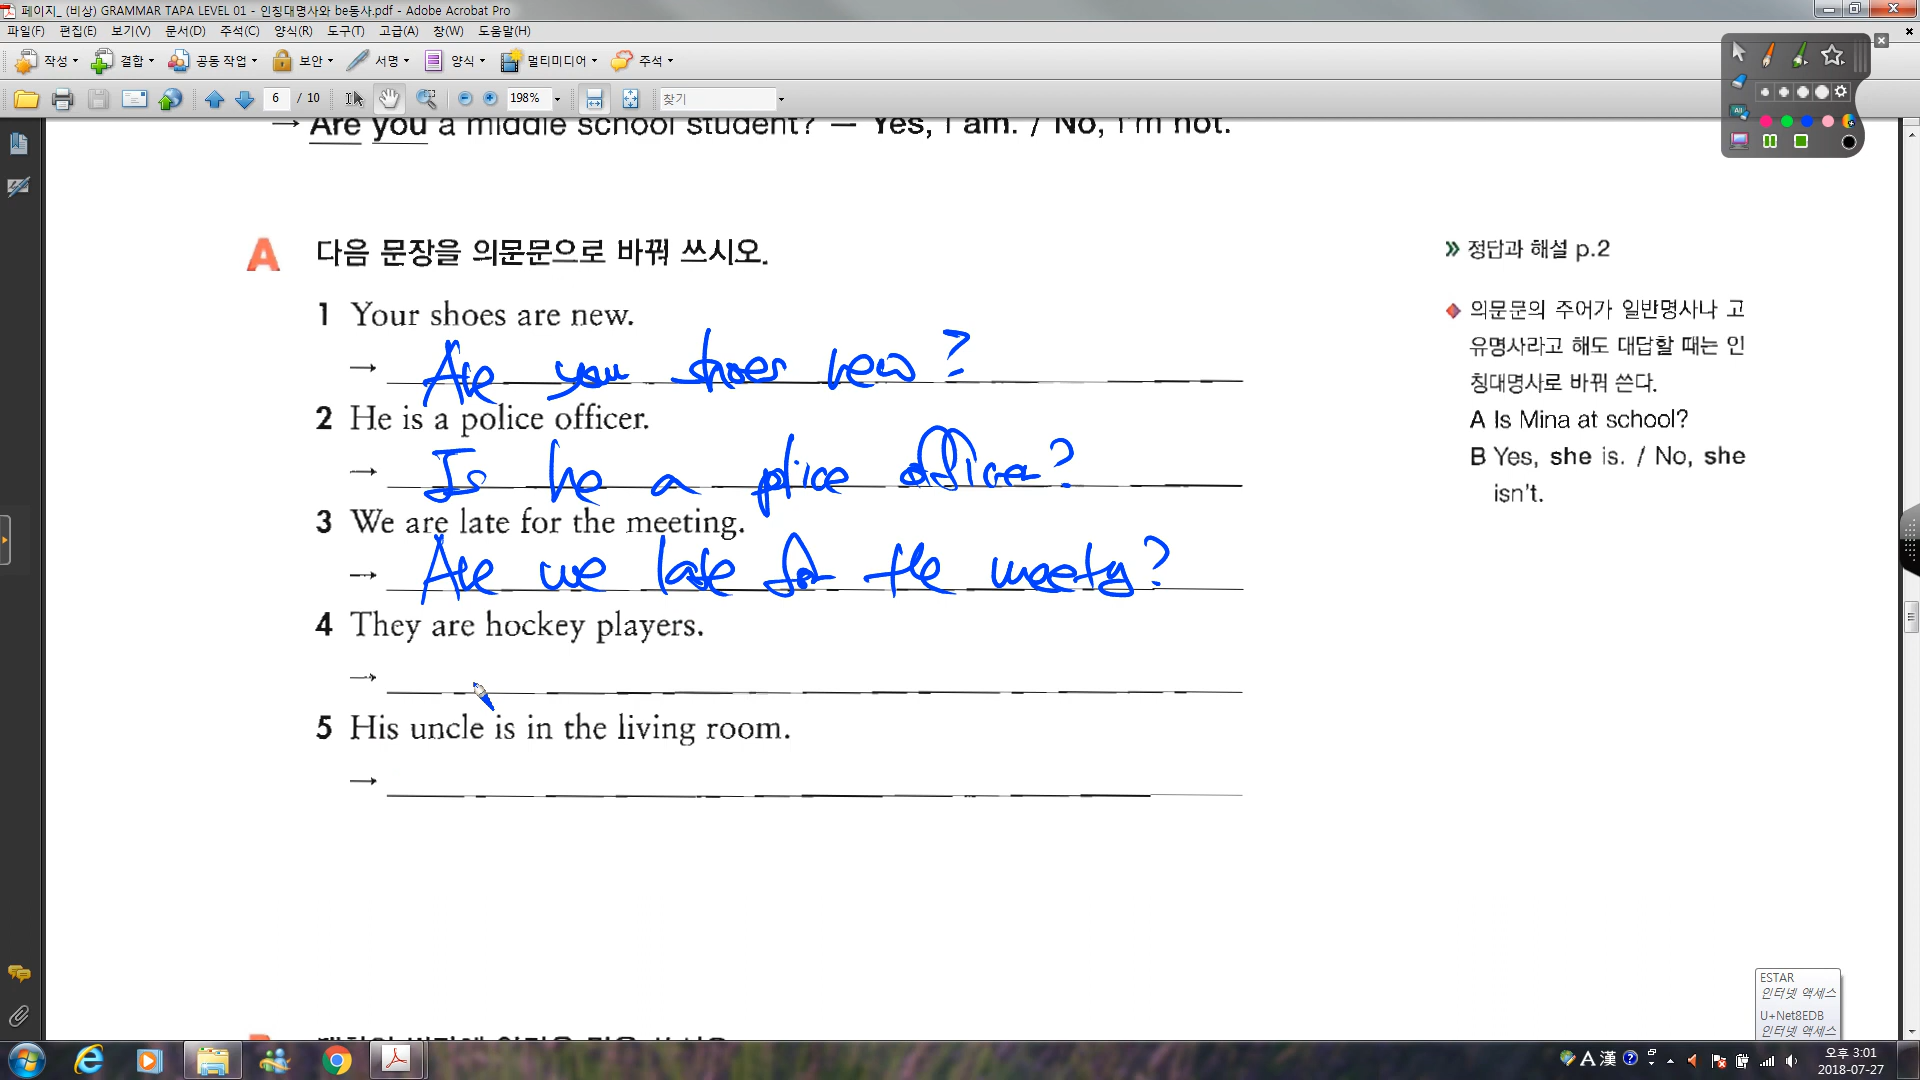 페이지_ (비상) GRAMMAR TAPA LEVEL 01 - 인칭대명사와 be동사.pdf - Adobe Acrobat Pro
파일(F) 편집(E) 보기(V) 문서(D) 주석(C) 양식(R) 도구(T) 고급(A) 창(W) 도움말(H)
작성 결합 공동 작업 보안 서명 양식 멀티미디어 주석
6 / 10 198% 찾기
→ Are you a middle school student? — Yes, I am. / No, I'm not.
A 다음 문장을 의문문으로 바꿔 쓰시오.
1 Your shoes are new.
→ Are your shoes new?
2 He is a police officer.
→ Is he a police officer?
3 We are late for the meeting.
→ Are we late for the meeting?
4 They are hockey players.
→
5 His uncle is in the living room.
→
» 정답과 해설 p.2
의문문의 주어가 일반명사나 고
유명사라고 해도 대답할 때는 인
칭대명사로 바꿔 쓴다.
A Is Mina at school?
B Yes, she is. / No, she
isn't.
ESTAR
인터넷 액세스
U+Net8EDB
인터넷 액세스
A 漢
오후 3:01
2018-07-27